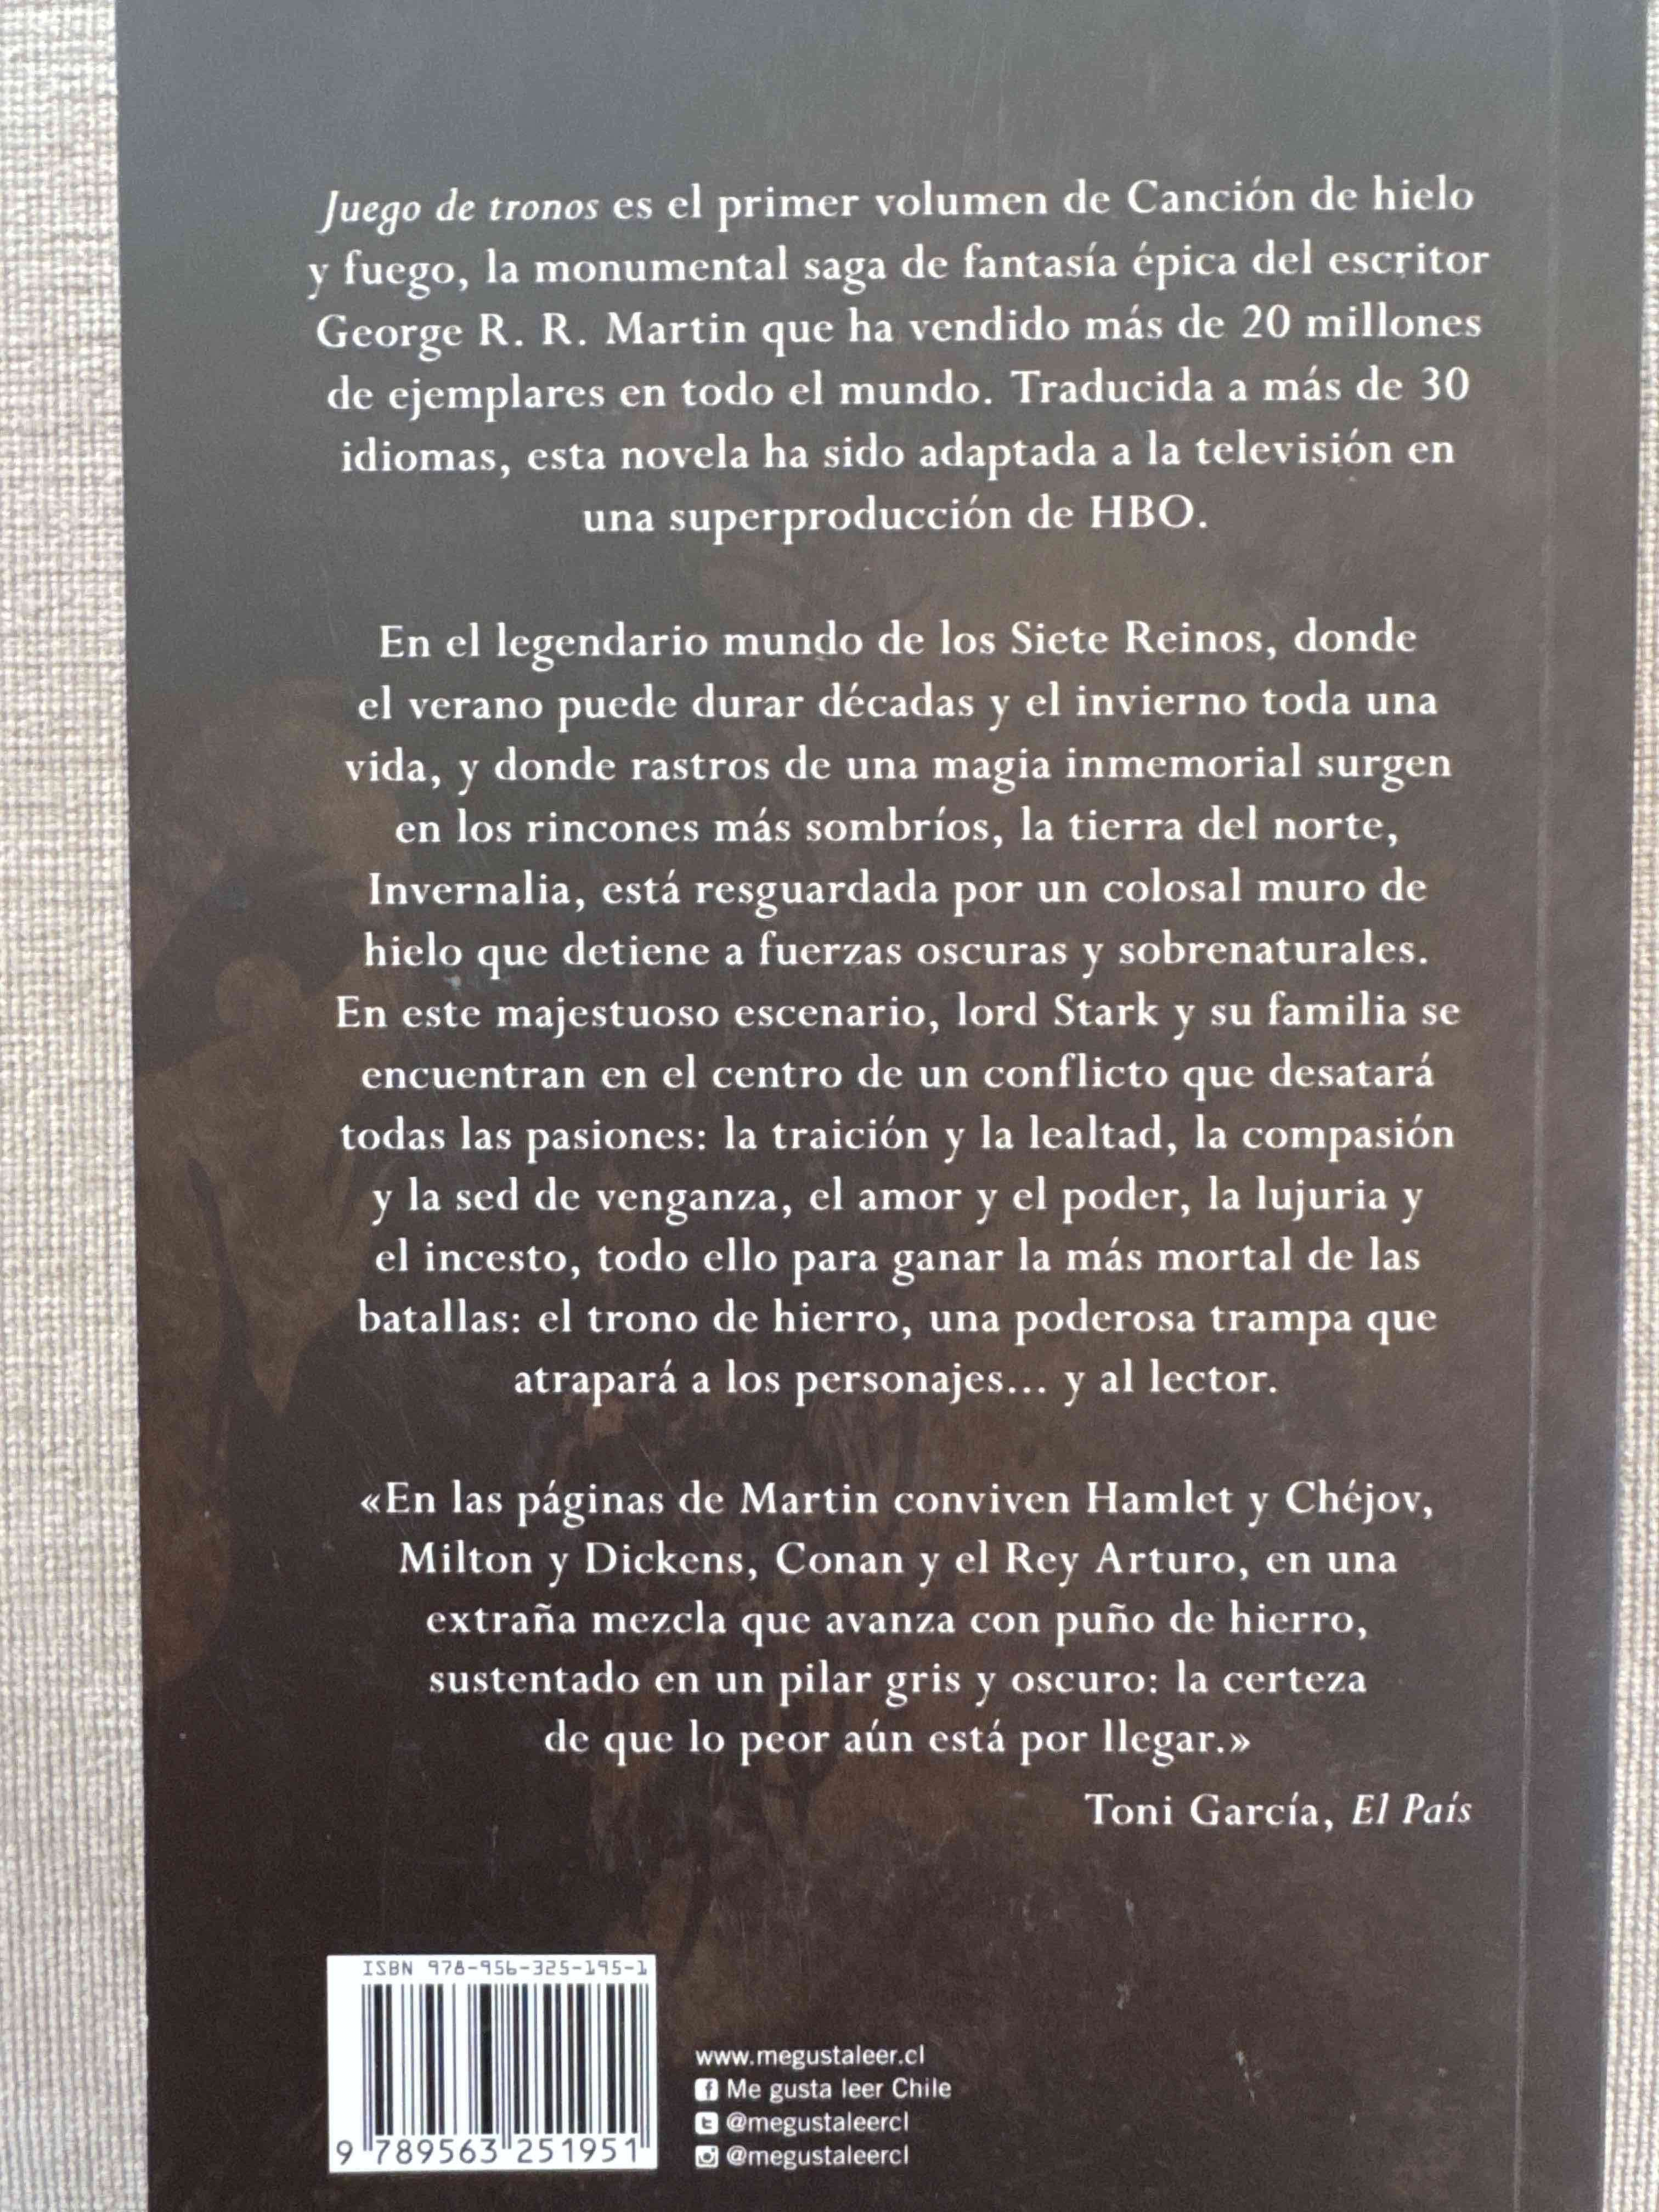 Juego de tronos es el primer volumen de Canción de hielo
y fuego, la monumental saga de fantasía épica del escritor
George R. R. Martin que ha vendido más de 20 millones
de ejemplares en todo el mundo. Traducida a más de 30
idiomas, esta novela ha sido adaptada a la televisión en
una superproducción de HBO.
En el legendario mundo de los Siete Reinos, donde
el verano puede durar décadas y el invierno toda una
vida, y donde rastros de una magia inmemorial surgen
en los rincones más sombríos, la tierra del norte,
Invernalia, está resguardada por un colosal muro de
hielo que detiene a fuerzas oscuras y sobrenaturales.
En este majestuoso escenario, lord Stark y su familia se
encuentran en el centro de un conflicto que desatará
todas las pasiones: la traición y la lealtad, la compasión
y la sed de venganza, el amor y el poder, la lujuria y
el incesto, todo ello para ganar la más mortal de las
batallas: el trono de hierro, una poderosa trampa que
atrapará a los personajes... y al lector.
«En las páginas de Martin conviven Hamlet y Chéjov,
Milton y Dickens, Conan y el Rey Arturo, en una
extraña mezcla que avanza con puño de hierro,
sustentado en un pilar gris y oscuro: la certeza
de que lo peor aún está por llegar.»
Toni García, El País
ISBN 978-956-325-195-1
9 789563 251951
www.megustaleer.cl
Me gusta leer Chile
@megustaleercl
@megustaleercl